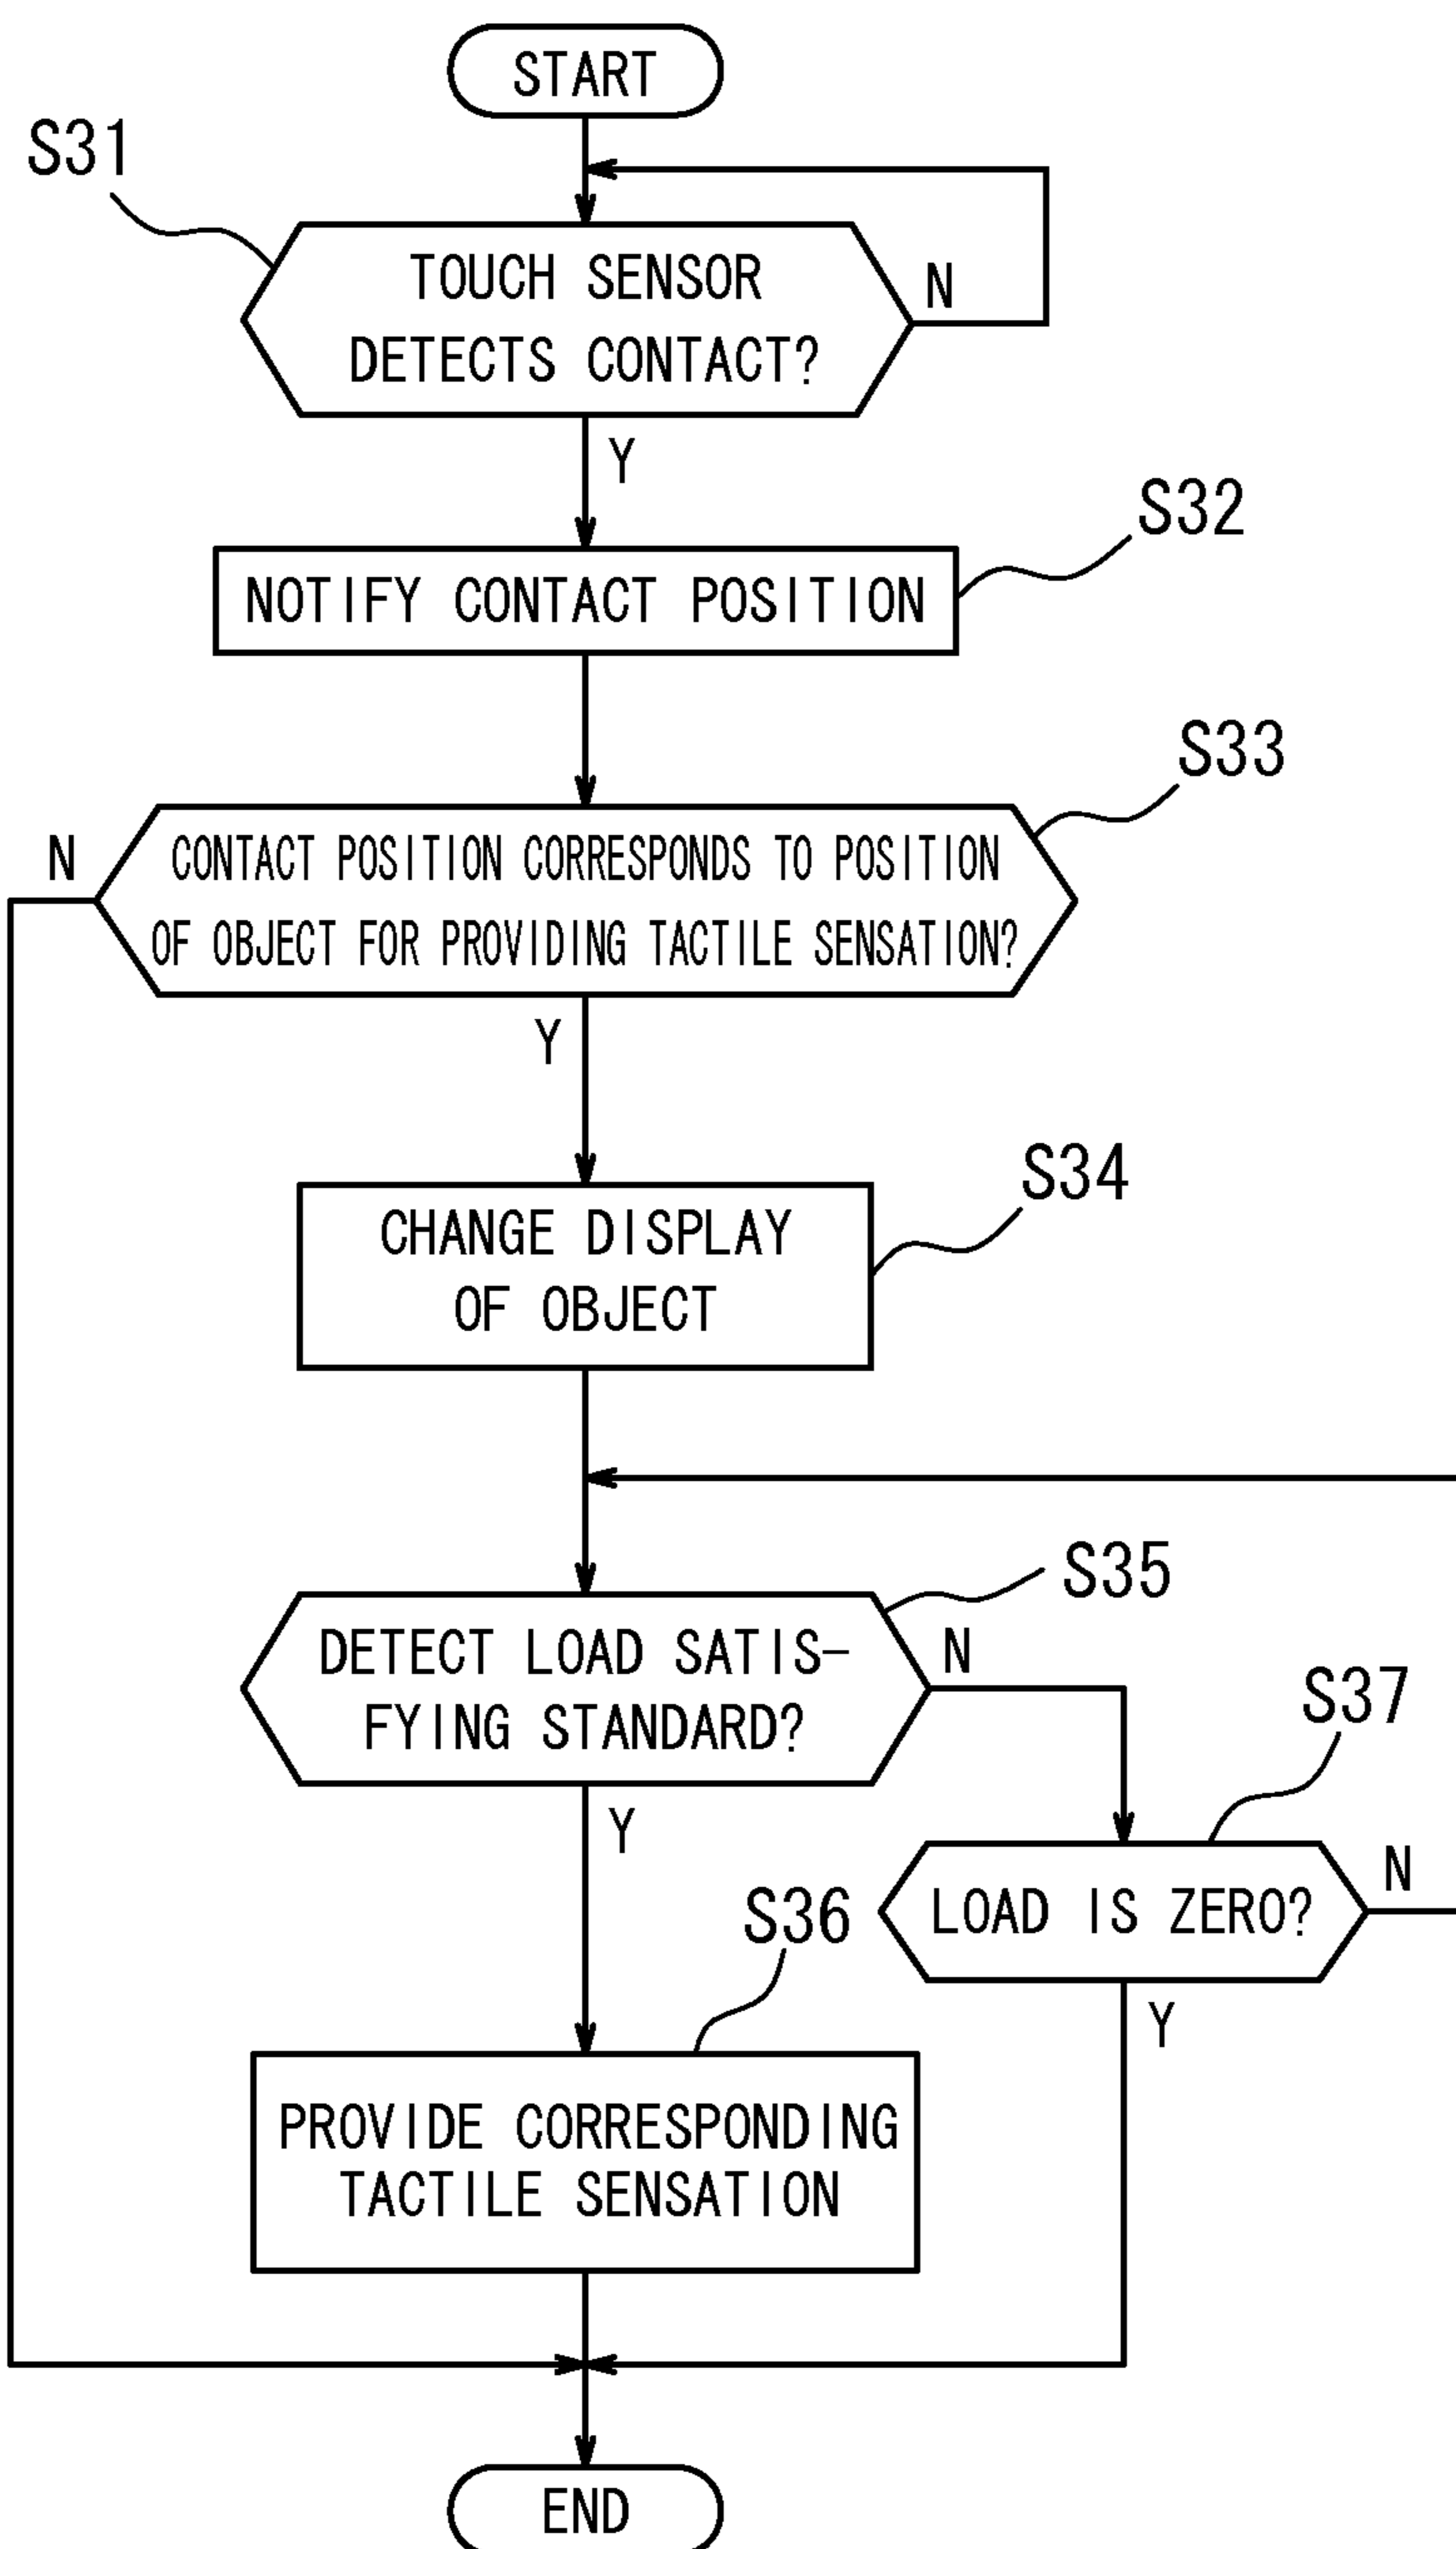 START
S31
TOUCH SENSOR
DETECTS CONTACT?
N
Y
S32
NOTIFY CONTACT POSITION
S33
N
CONTACT POSITION CORRESPONDS TO POSITION
OF OBJECT FOR PROVIDING TACTILE SENSATION?
Y
S34
CHANGE DISPLAY
OF OBJECT
S35
DETECT LOAD SATIS-
FYING STANDARD?
N
Y
S37
LOAD IS ZERO?
N
Y
S36
PROVIDE CORRESPONDING
TACTILE SENSATION
END